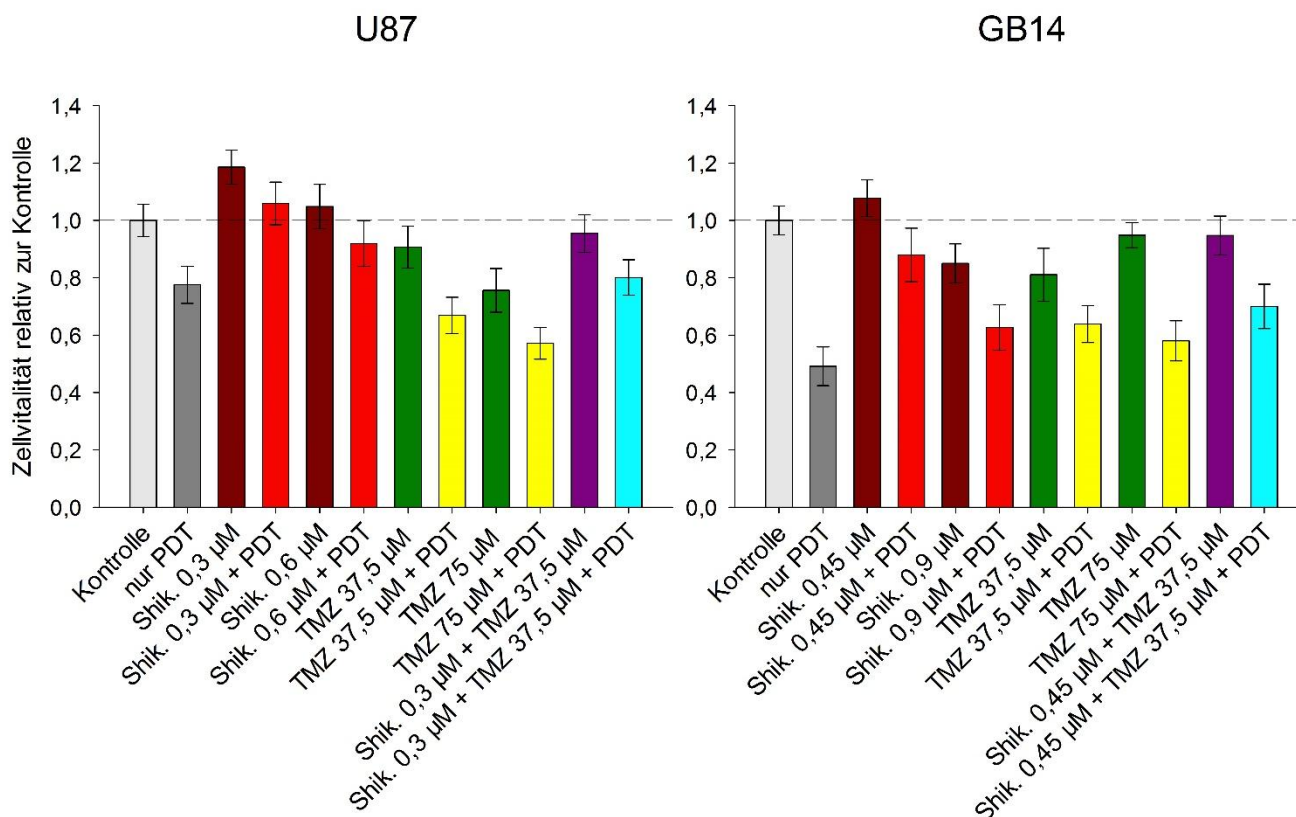 U87
Zellvitalität relativ zur Kontrolle
1,4
1,2
1,0
0,8
0,6
0,4
0,2
0,0
Kontrolle
nur PDT
Shik. 0,3 µM
Shik. 0,3 µM + PDT
Shik. 0,6 µM
Shik. 0,6 µM + PDT
TMZ 37,5 µM
TMZ 37,5 µM + PDT
TMZ 75 µM
TMZ 75 µM + PDT
Shik. 0,3 µM + TMZ 37,5 µM
Shik. 0,3 µM + TMZ 37,5 µM + PDT
GB14
1,4
1,2
1,0
0,8
0,6
0,4
0,2
0,0
Kontrolle
nur PDT
Shik. 0,45 µM
Shik. 0,45 µM + PDT
Shik. 0,9 µM
Shik. 0,9 µM + PDT
TMZ 37,5 µM
TMZ 37,5 µM + PDT
TMZ 75 µM
TMZ 75 µM + PDT
Shik. 0,45 µM + TMZ 37,5 µM
Shik. 0,45 µM + TMZ 37,5 µM + PDT